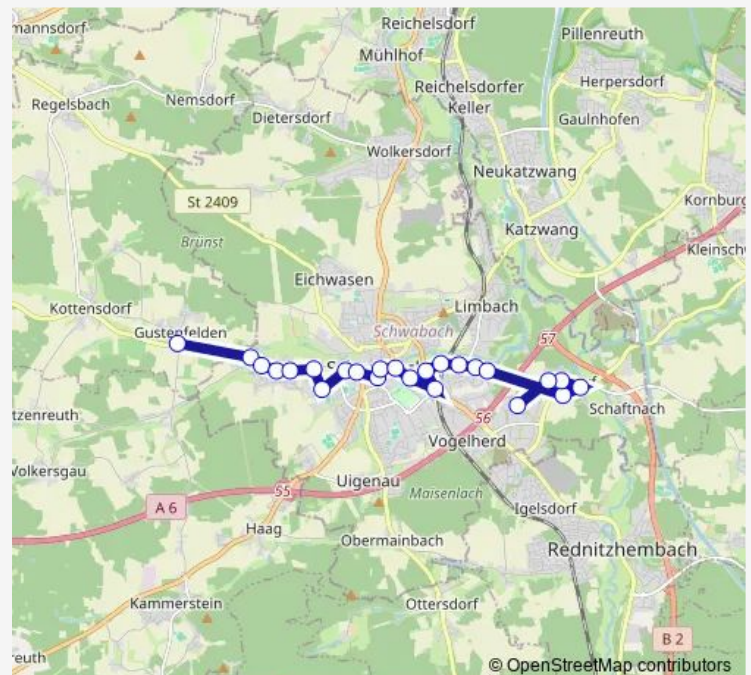 mannsdorf
Reichelsdorf
Pillenreuth
Mühlhof
Reichelsdorfer
Keller
Herpersdorf
Regelsbach
Nemsdorf
Dietersdorf
Gaulnhofen
Wolkersdorf
Neukatzwang
St 2409
Kornburg
Katzwang
Brünst
Kleinschw
Eichwasen
Limbach
Kottensdorf
Gustenfelden
Schwabach
57
Schaftnach
tzenreuth
56
Vogelherd
Volkersgau
Uigenau
55
Maisenlach
A 6
Igelsdorf
Haag
Obermainbach
Rednitzhembach
Kammerstein
Ottersdorf
B 2
reuth
© OpenStreetMap contributors